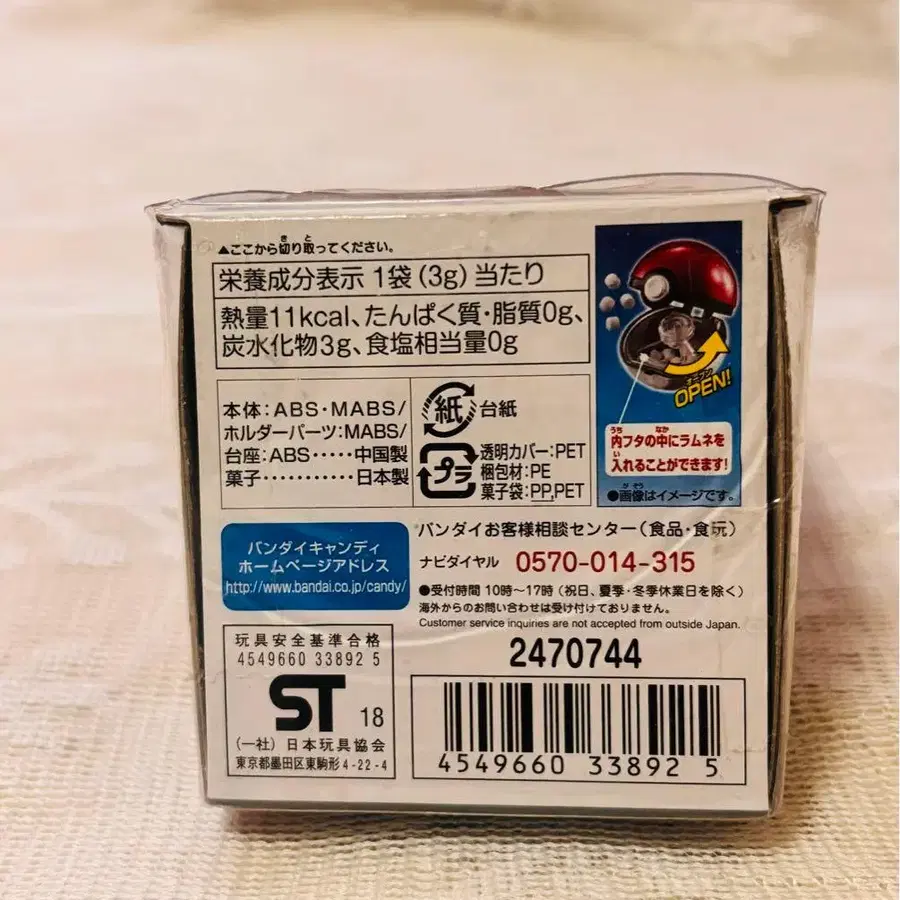 ▲ここから切り取ってください。
栄養成分表示 1袋(3g)当たり
熱量11kcal、たんぱく質・脂質0g、
炭水化物3g、食塩相当量0g
本体:ABS・MABS/
ホルダーパーツ:MABS/
台座:ABS・・・・・中国製
菓子・・・・・・・・・・・日本製
紙 台紙
プラ
透明カバー:PET
梱包材:PE
菓子袋:PP,PET
オープン
OPEN!
内フタの中にラムネを
入れることができます!
●画像はイメージです。
バンダイキャンディ
ホームページアドレス
http://www.bandai.co.jp/candy/
バンダイお客様相談センター(食品・食玩)
ナビダイヤル 0570-014-315
●受付時間 10時〜17時(祝日、夏季・冬季休業日を除く)
海外からのお問い合わせは受け付けておりません。
Customer service inquiries are not accepted from outside Japan.
玩具安全基準合格
4549660 33892 5
ST 18
(一社)日本玩具協会
東京都墨田区東駒形4-22-4
2470744
4549660 338925